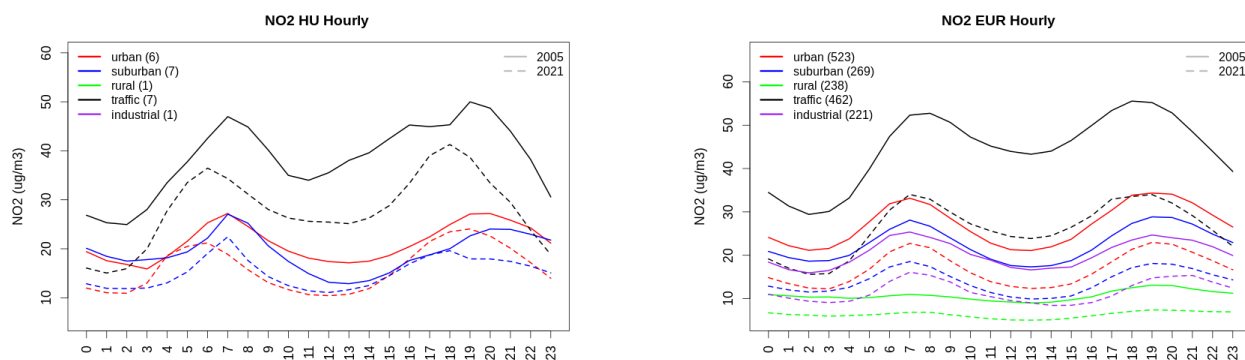 NO2 HU Hourly
urban (6)
suburban (7)
rural (1)
traffic (7)
industrial (1)
2005
2021
NO2 (ug/m3)
60
50
40
30
20
10
0 1 2 3 4 5 6 7 8 9 10 11 12 13 14 15 16 17 18 19 20 21 22 23
NO2 EUR Hourly
urban (523)
suburban (269)
rural (238)
traffic (462)
industrial (221)
2005
2021
NO2 (ug/m3)
60
50
40
30
20
10
0 1 2 3 4 5 6 7 8 9 10 11 12 13 14 15 16 17 18 19 20 21 22 23